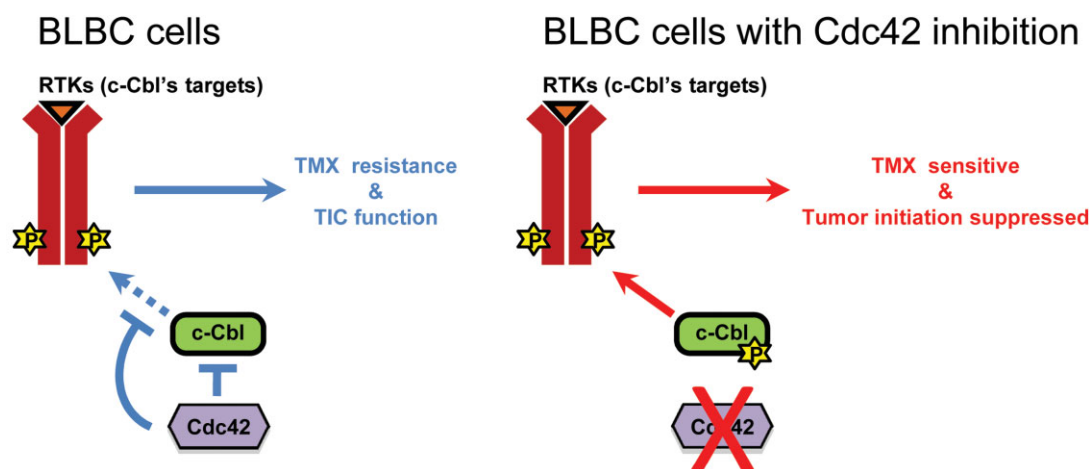 BLBC cells
RTKs (c-Cbl's targets)
TMX resistance
&
TIC function
P
P
c-Cbl
Cdc42
BLBC cells with Cdc42 inhibition
RTKs (c-Cbl's targets)
TMX sensitive
&
Tumor initiation suppressed
P
P
c-Cbl
P
Cdc42